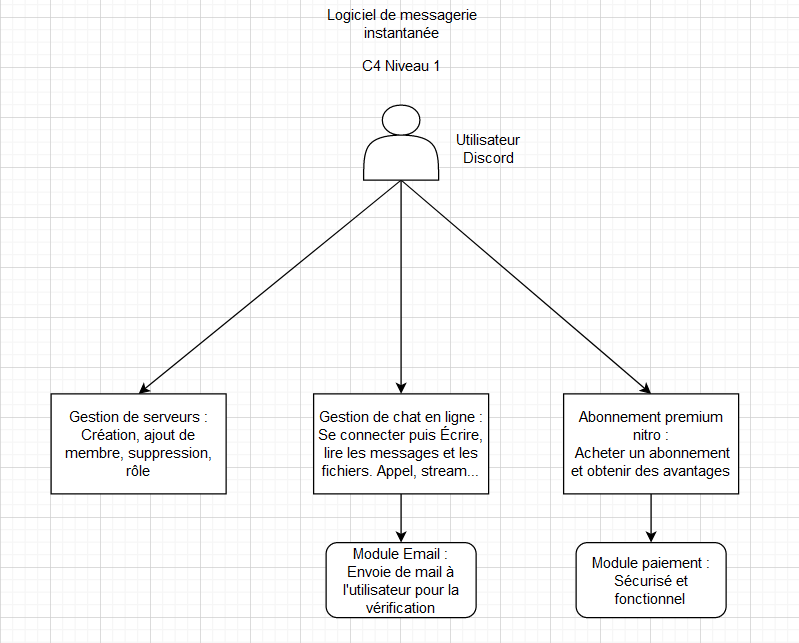 Logiciel de messagerie
instantanée
C4 Niveau 1
Utilisateur
Discord
Gestion de serveurs :
Création, ajout de
membre, suppression,
rôle
Gestion de chat en ligne :
Se connecter puis Écrire,
lire les messages et les
fichiers. Appel, stream...
Abonnement premium
nitro :
Acheter un abonnement
et obtenir des avantages
Module Email :
Envoie de mail à
l'utilisateur pour la
vérification
Module paiement :
Sécurisé et
fonctionnel